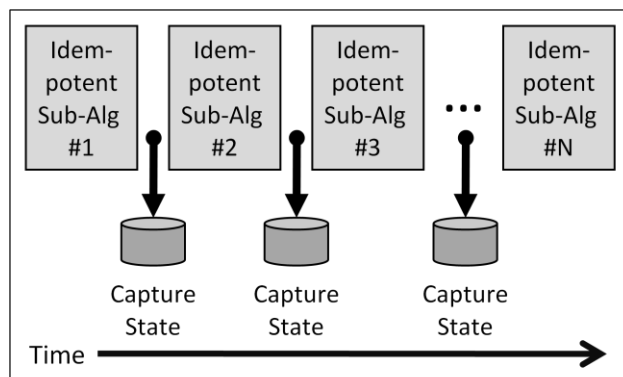 Idem-
potent
Sub-Alg
#1
Idem-
potent
Sub-Alg
#2
Idem-
potent
Sub-Alg
#3
...
Idem-
potent
Sub-Alg
#N
Capture
State
Capture
State
Capture
State
Time